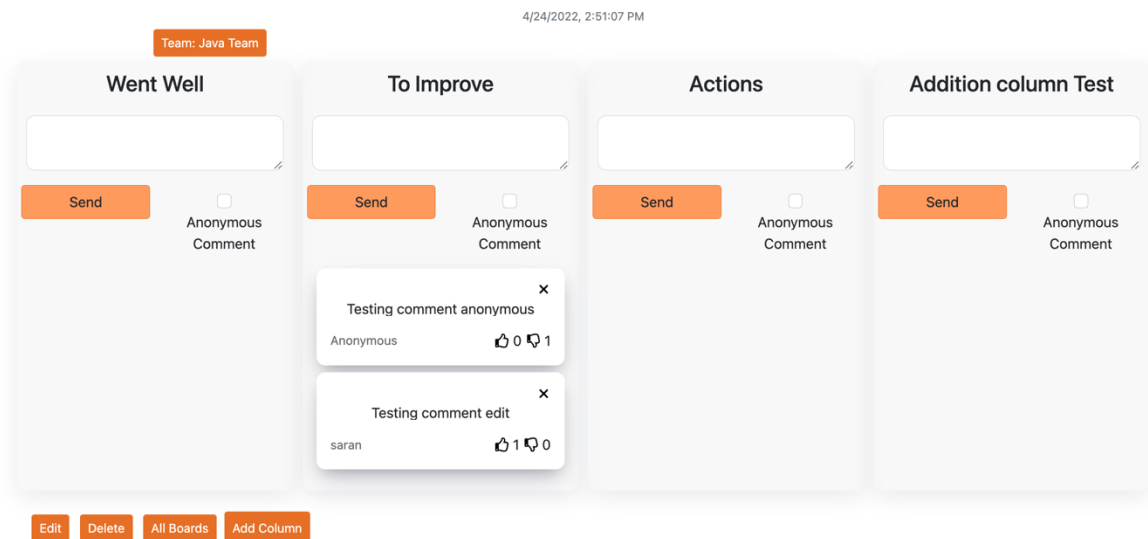 4/24/2022, 2:51:07 PM
Team: Java Team
Went Well
To Improve
Actions
Addition column Test
Send
Anonymous
Comment
Send
Anonymous
Comment
Send
Anonymous
Comment
Send
Anonymous
Comment
Testing comment anonymous
Anonymous 0 1
Testing comment edit
saran 1 0
Edit Delete All Boards Add Column